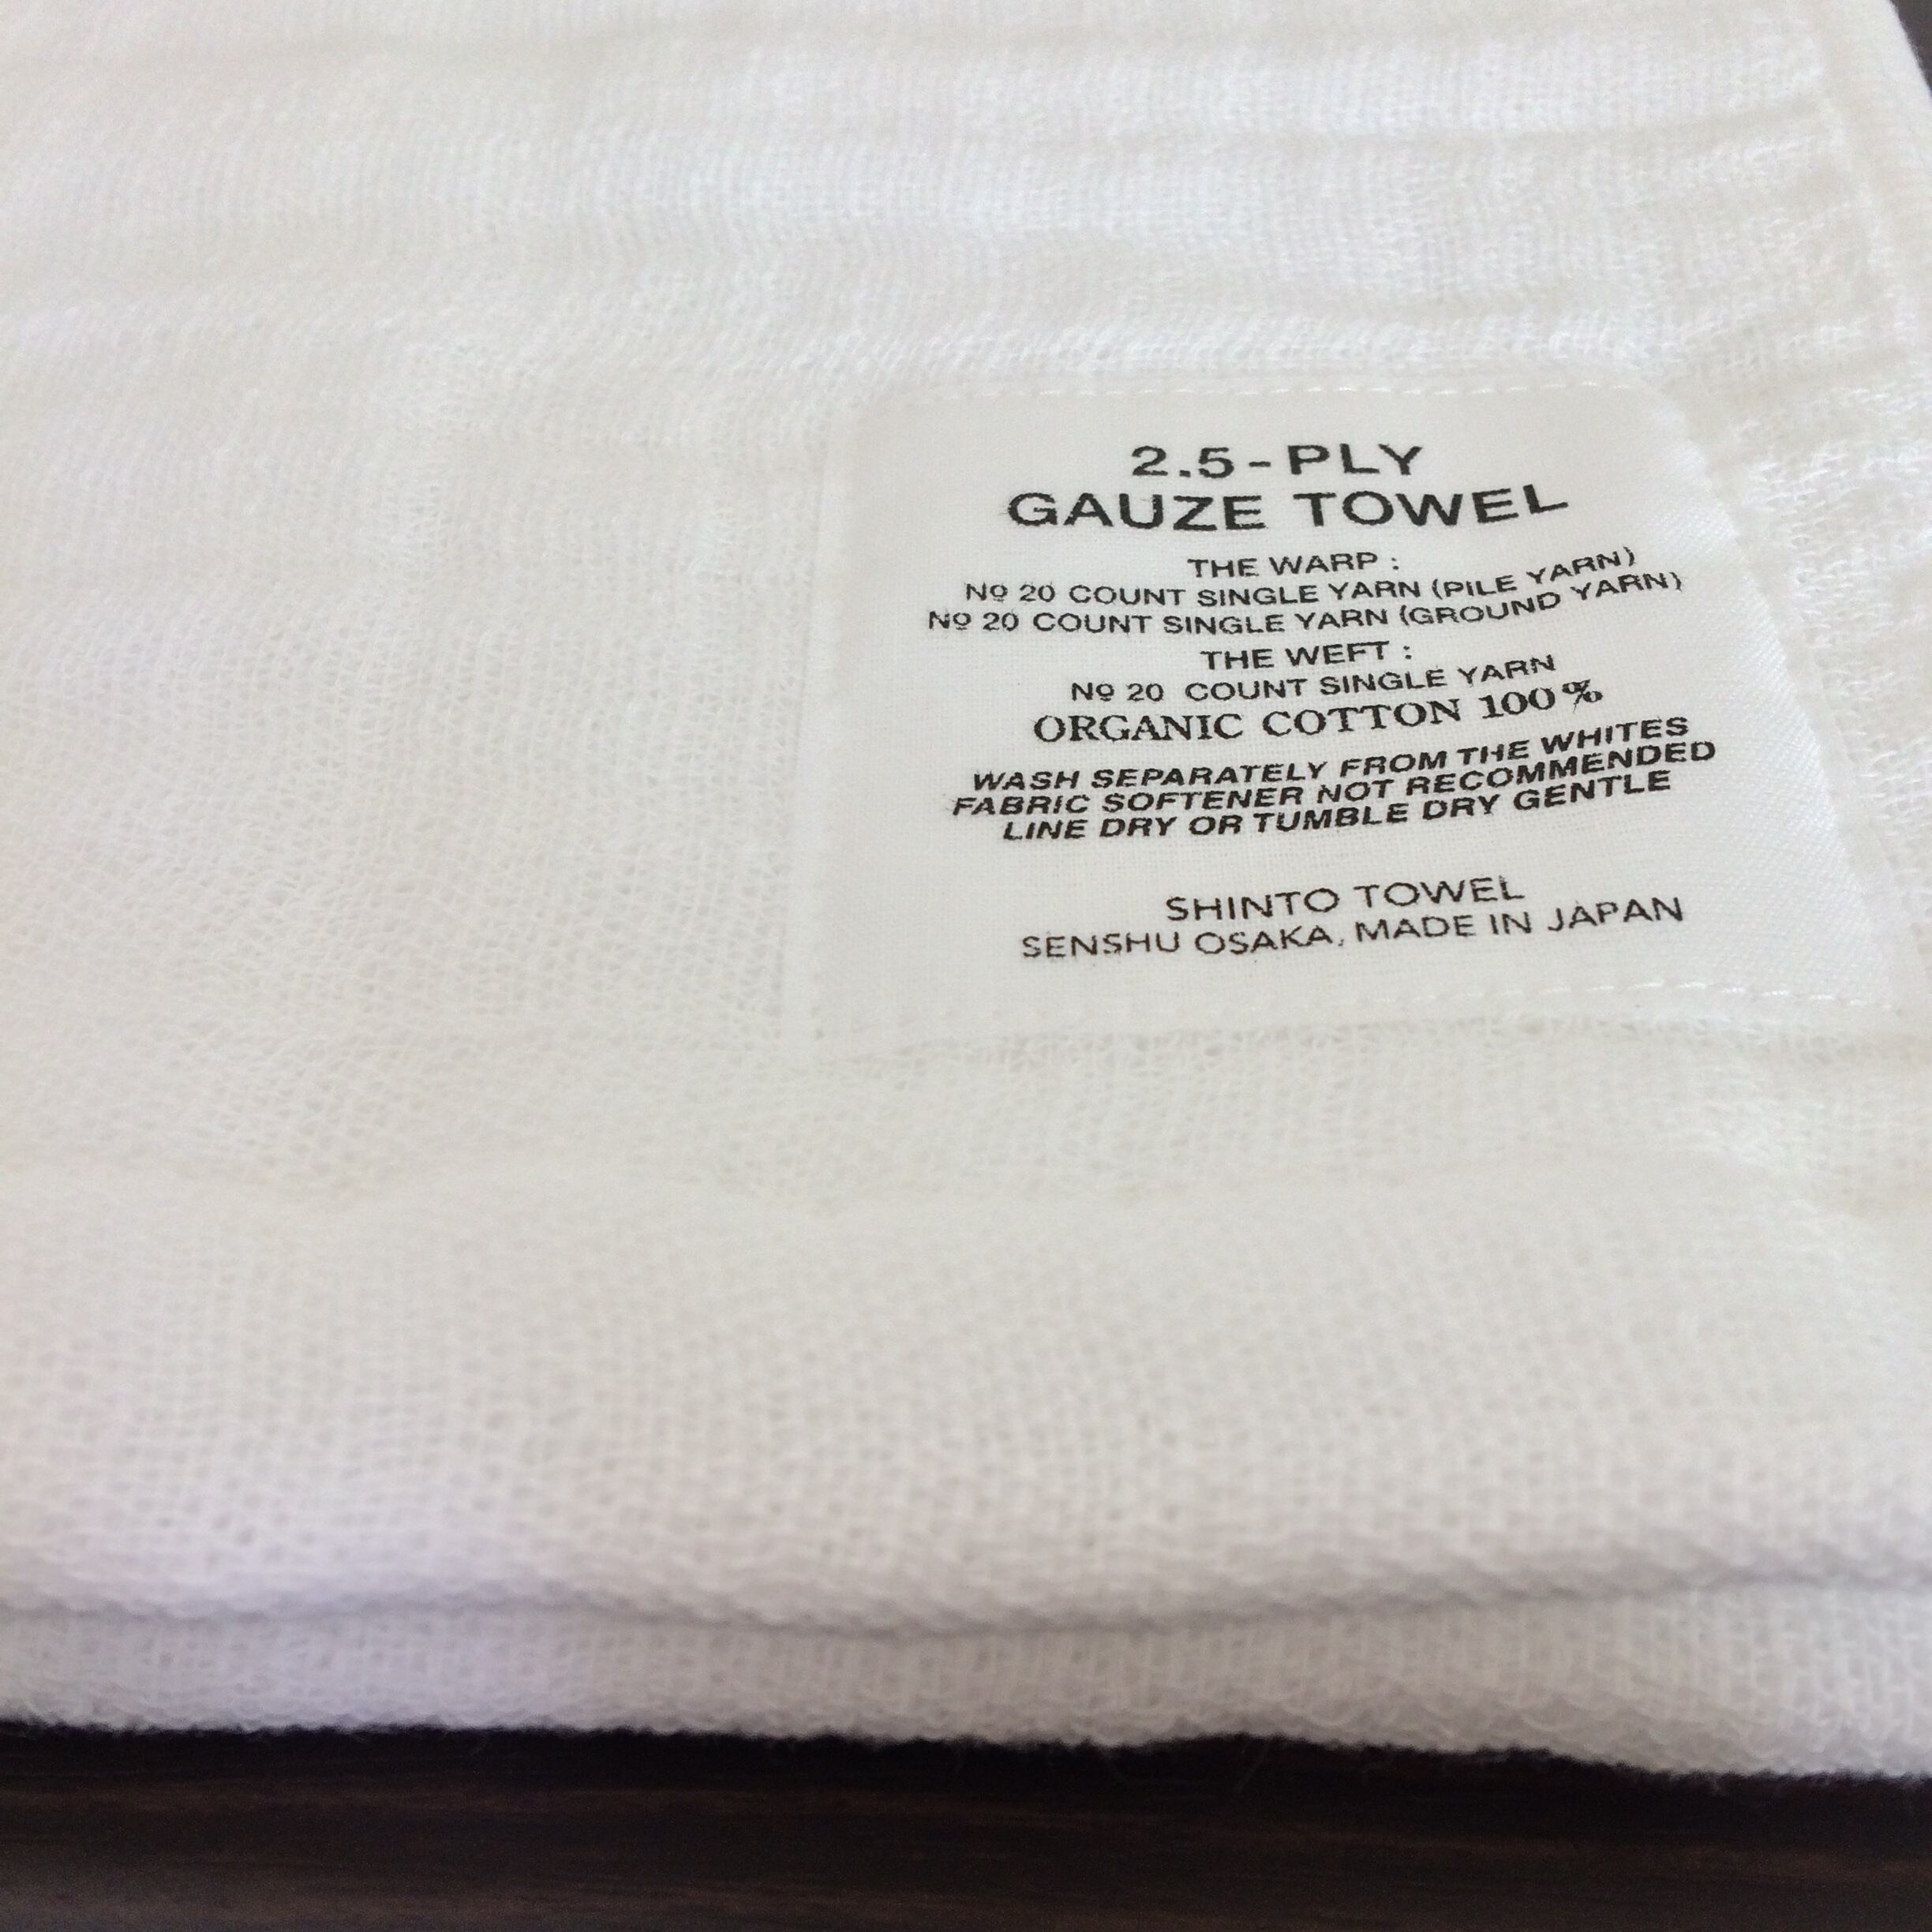 2.5-PLY
GAUZE TOWEL
THE WARP :
Nº 20 COUNT SINGLE YARN (PILE YARN)
Nº 20 COUNT SINGLE YARN (GROUND YARN)
THE WEFT :
Nº 20 COUNT SINGLE YARN
ORGANIC COTTON 100%
WASH SEPARATELY FROM THE WHITES
FABRIC SOFTENER NOT RECOMMENDED
LINE DRY OR TUMBLE DRY GENTLE
SHINTO TOWEL
SENSHU OSAKA, MADE IN JAPAN